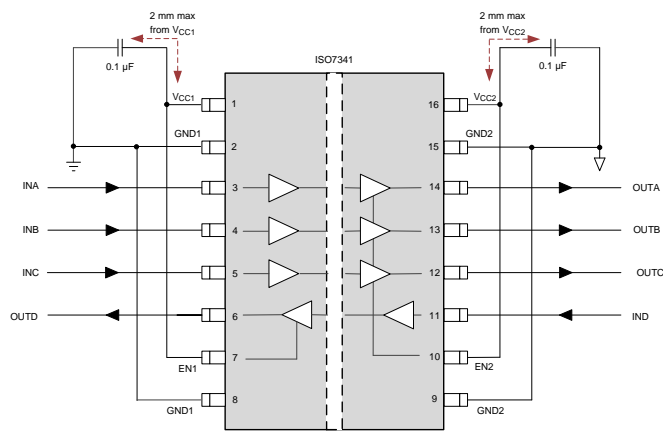 2 mm max
from VCC1
2 mm max
from VCC2
0.1 µF
ISO7341
0.1 µF
VCC1
1
16
VCC2
GND1
2
15
GND2
INA
3
14
OUTA
INB
4
13
OUTB
INC
5
12
OUTC
OUTD
6
11
IND
EN1
7
10
EN2
GND1
8
9
GND2